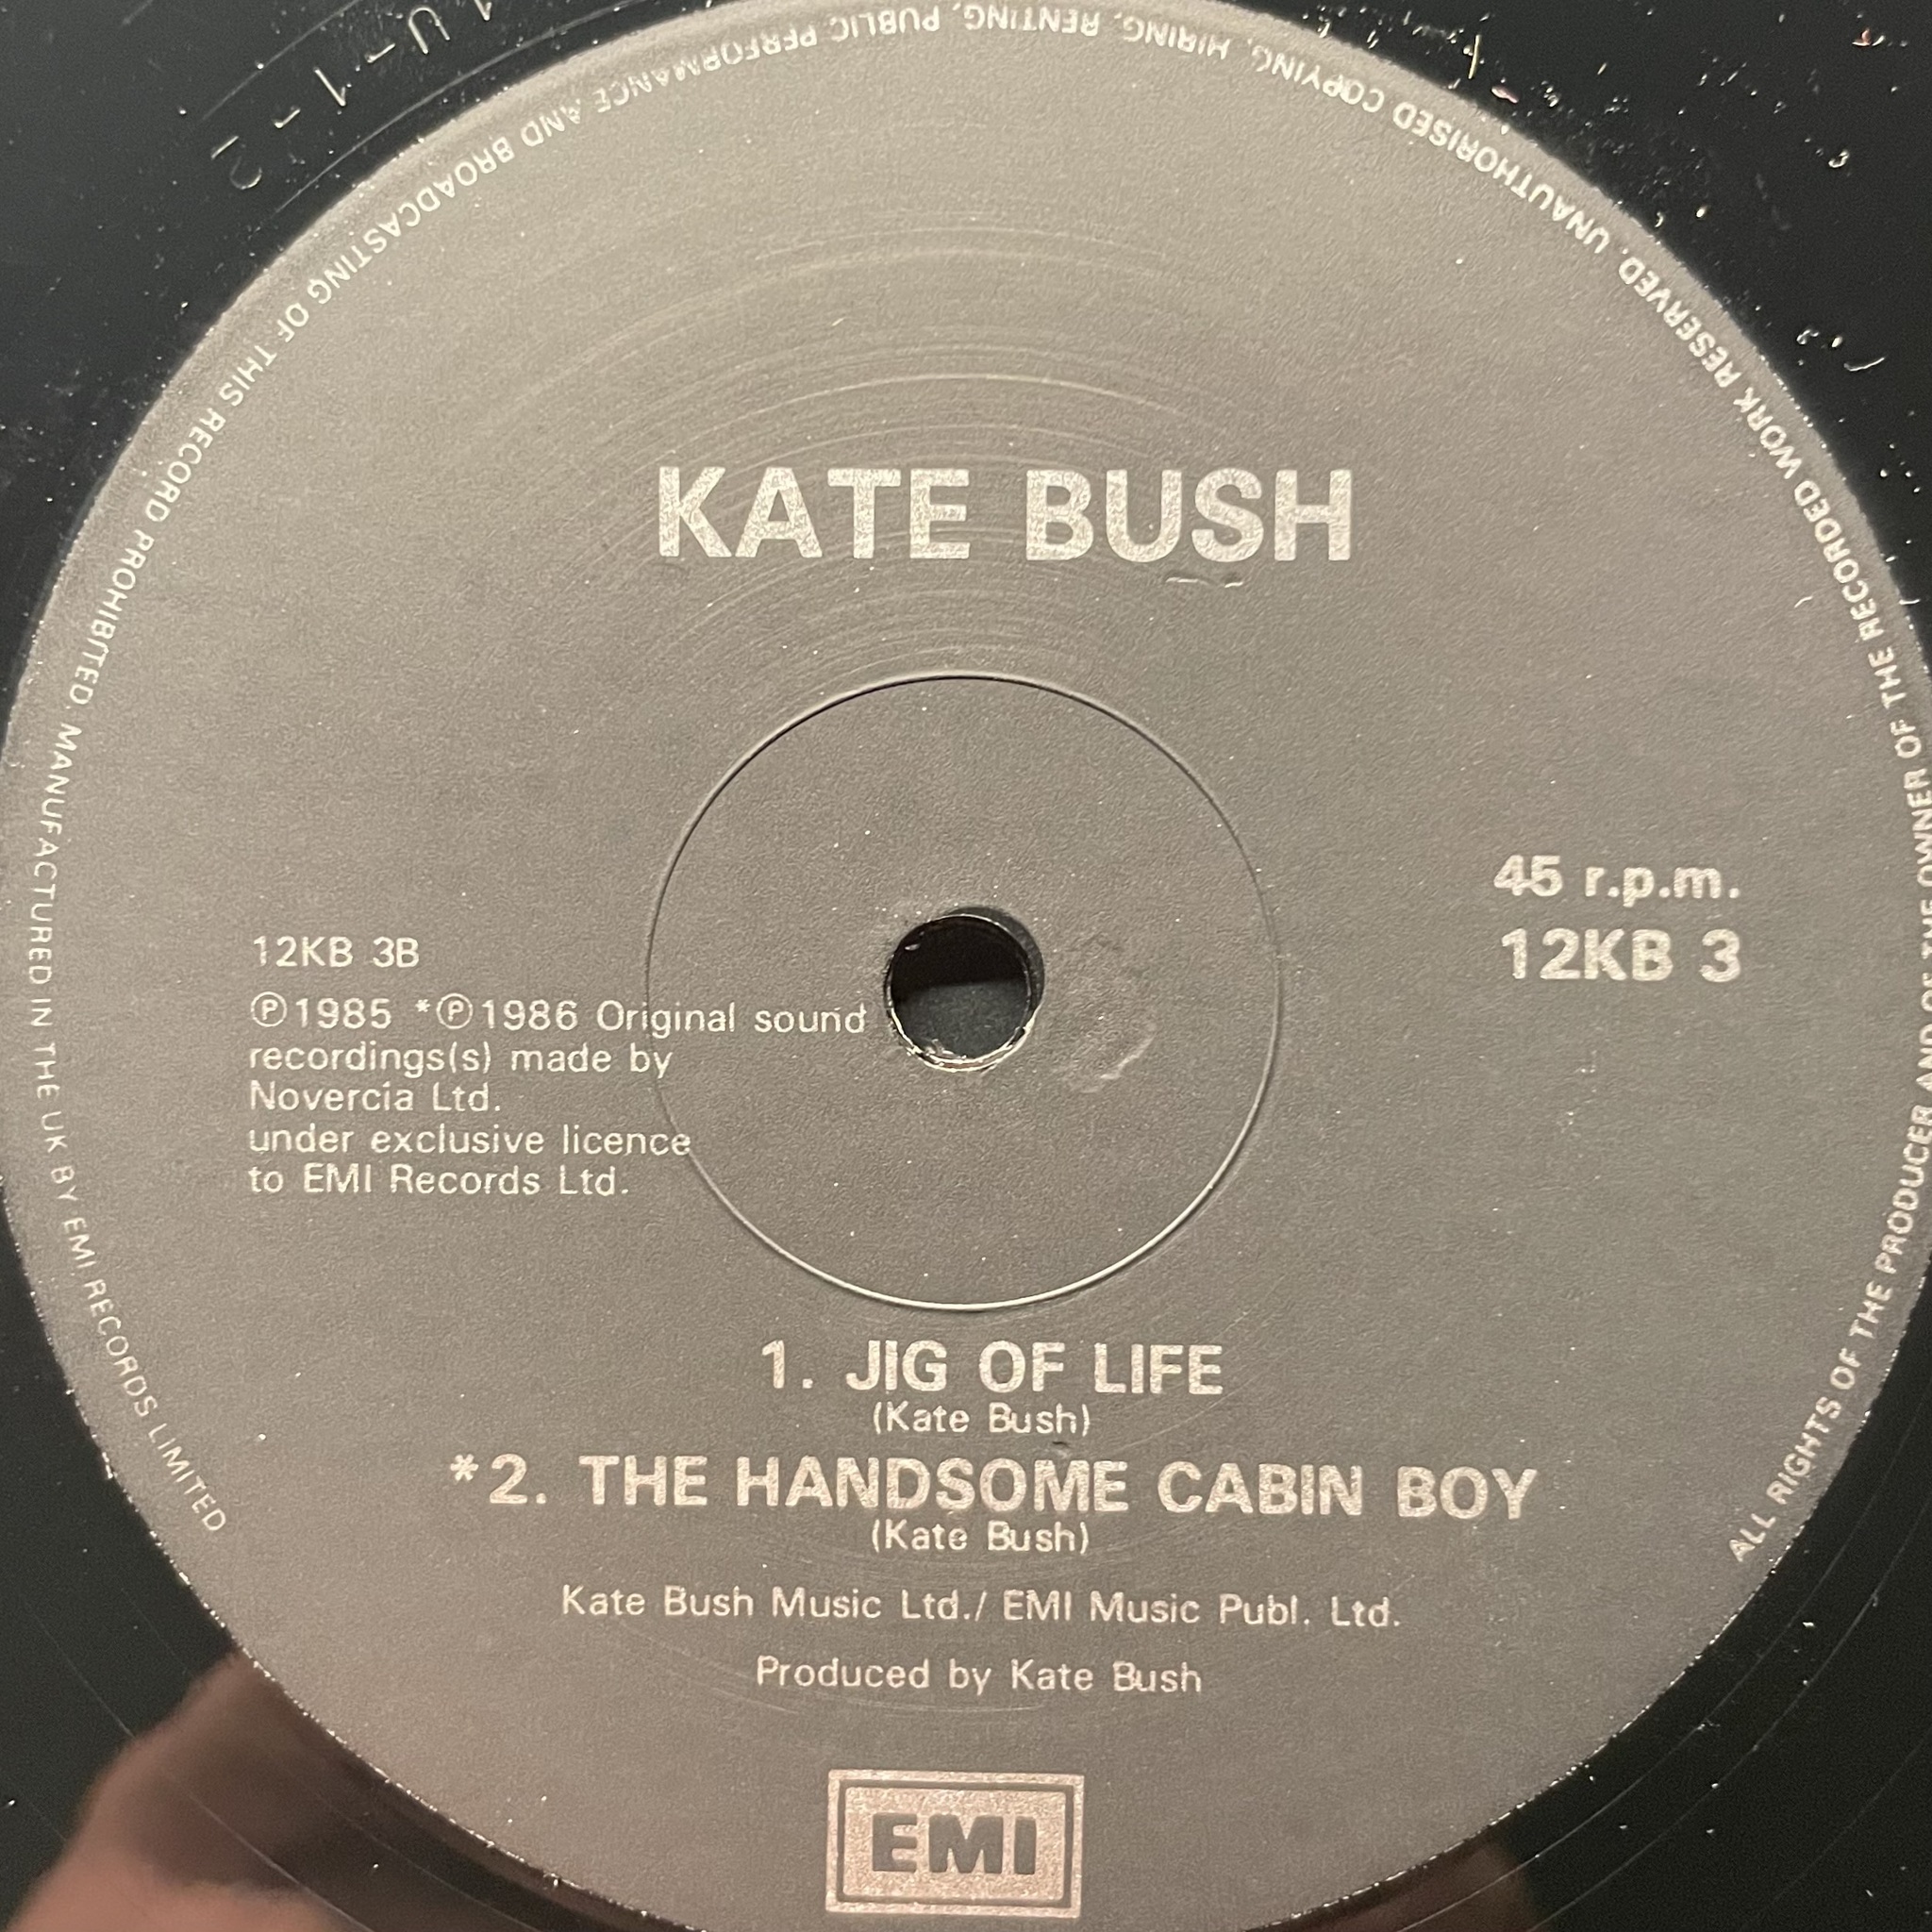 KATE BUSH
45 r.p.m.
12KB 3
12KB 3B
Ⓟ1985 *Ⓟ1986 Original sound
recordings(s) made by
Novercia Ltd.
under exclusive licence
to EMI Records Ltd.
1. JIG OF LIFE
(Kate Bush)
*2. THE HANDSOME CABIN BOY
(Kate Bush)
Kate Bush Music Ltd./ EMI Music Publ. Ltd.
Produced by Kate Bush
EMI
ALL RIGHTS OF THE PRODUCER AND OF THE OWNER OF THE RECORDED WORK RESERVED. UNAUTHORISED COPYING, HIRING, RENTING, PUBLIC PERFORMANCE AND BROADCASTING OF THIS RECORD PROHIBITED. MANUFACTURED IN THE UK BY EMI RECORDS LIMITED